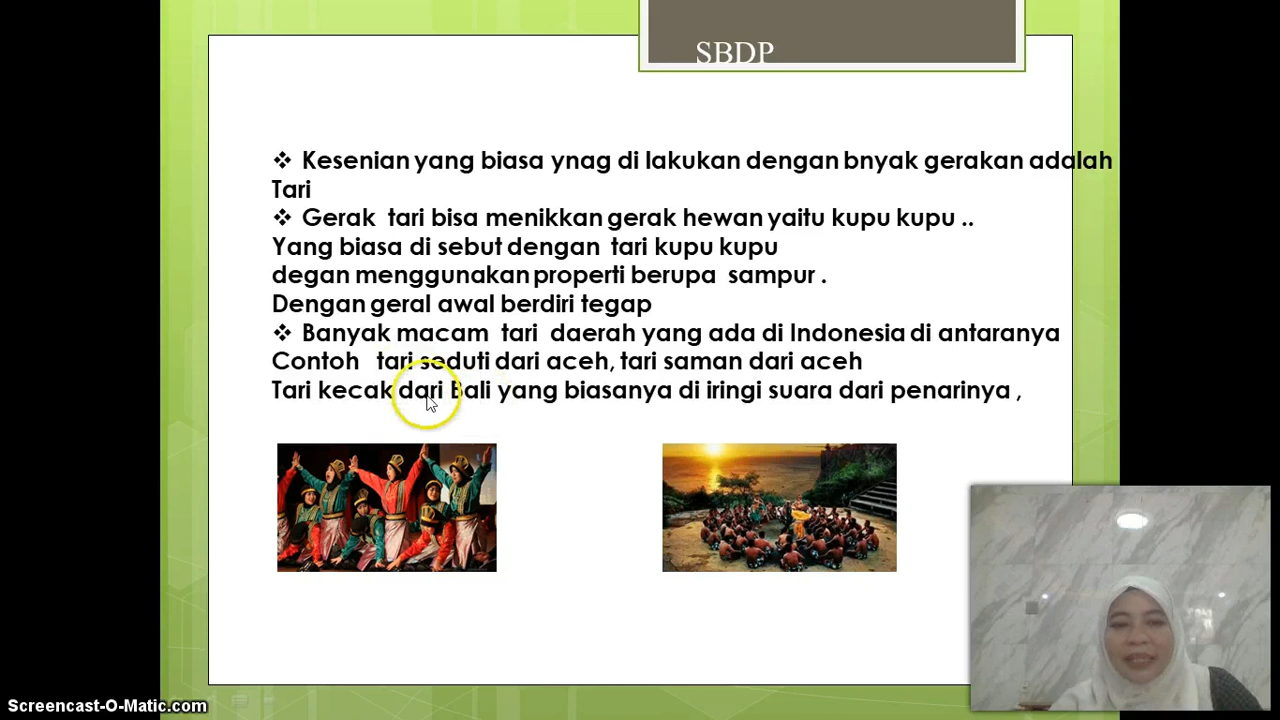 SBDP
❖ Kesenian yang biasa ynag di lakukan dengan bnyak gerakan adalah
Tari
❖ Gerak tari bisa menikkan gerak hewan yaitu kupu kupu ..
Yang biasa di sebut dengan tari kupu kupu
degan menggunakan properti berupa sampur .
Dengan geral awal berdiri tegap
❖ Banyak macam tari daerah yang ada di Indonesia di antaranya
Contoh tari seduti dari aceh, tari saman dari aceh
Tari kecak dari Bali yang biasanya di iringi suara dari penarinya ,
Screencast-O-Matic.com